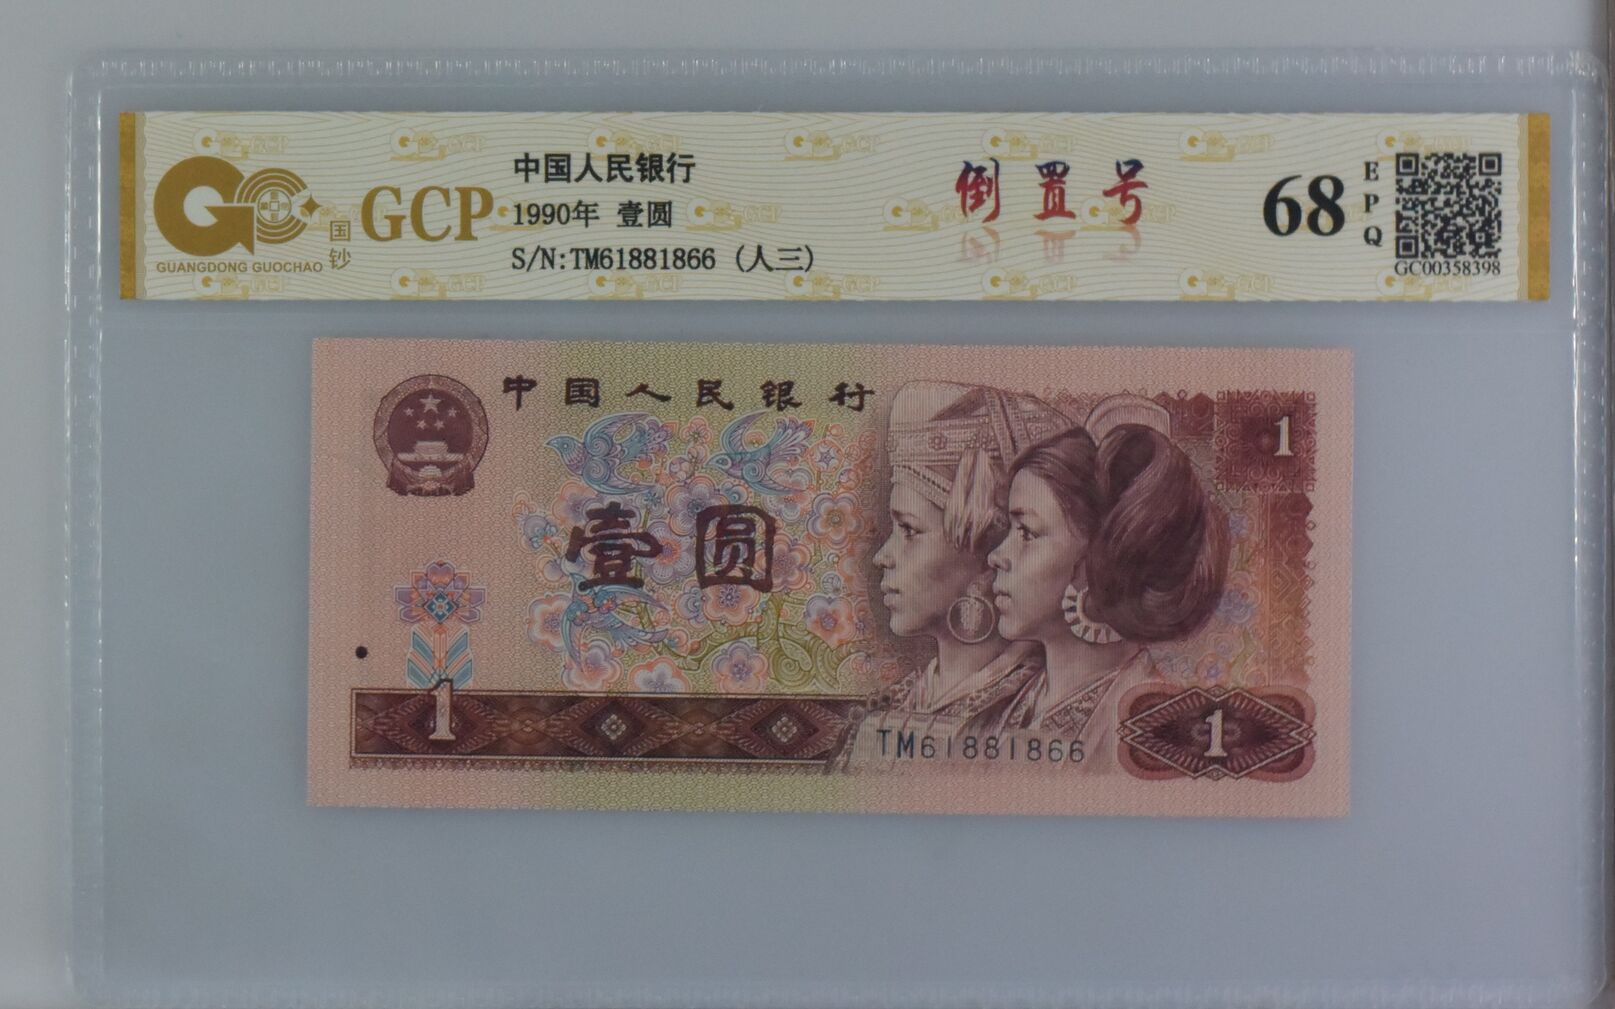 中国人民银行
1990年 壹圆
S/N:TM61881866 (人三)
GCP
国钞
GUANGDONG GUOCHAO
倒置号
68
EPQ
GC00358398
中国人民银行
1
壹圆
1
TM61881866
1